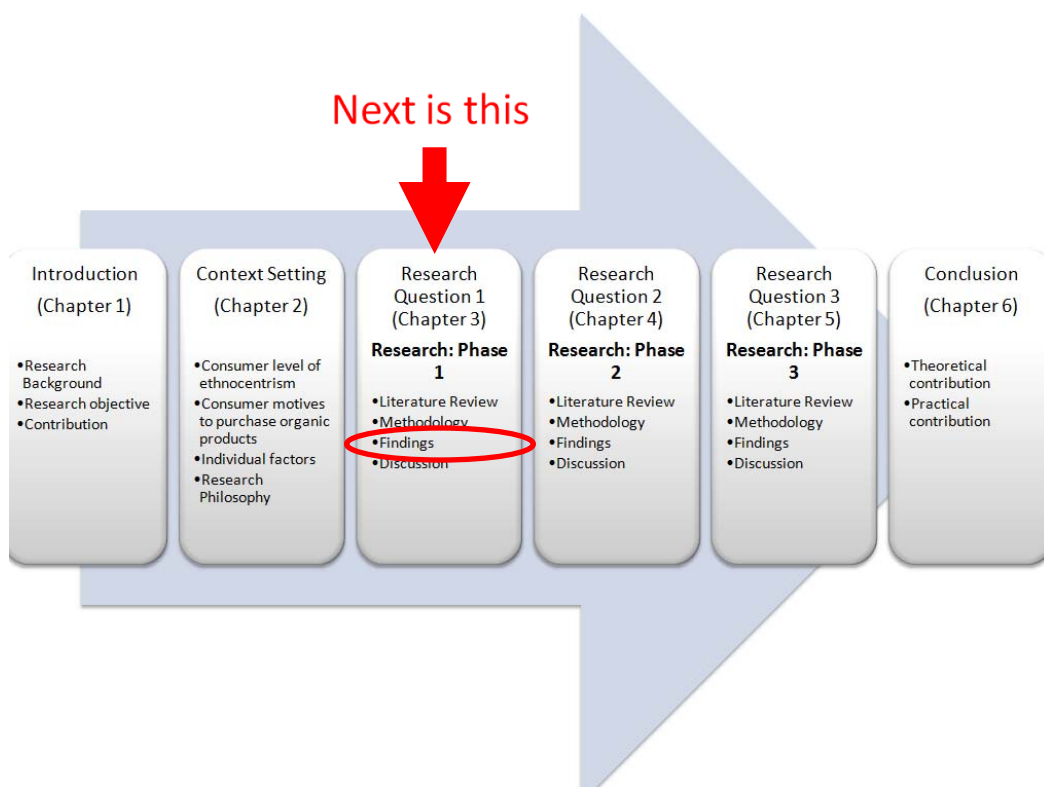 Next is this
Introduction
(Chapter 1)
•Research
Background
•Research objective
•Contribution
Context Setting
(Chapter 2)
•Consumer level of
ethnocentrism
•Consumer motives
to purchase organic
products
•Individual factors
•Research
Philosophy
Research
Question 1
(Chapter 3)
Research: Phase
1
•Literature Review
•Methodology
•Findings
•Discussion
Research
Question 2
(Chapter 4)
Research: Phase
2
•Literature Review
•Methodology
•Findings
•Discussion
Research
Question 3
(Chapter 5)
Research: Phase
3
•Literature Review
•Methodology
•Findings
•Discussion
Conclusion
(Chapter 6)
•Theoretical
contribution
•Practical
contribution